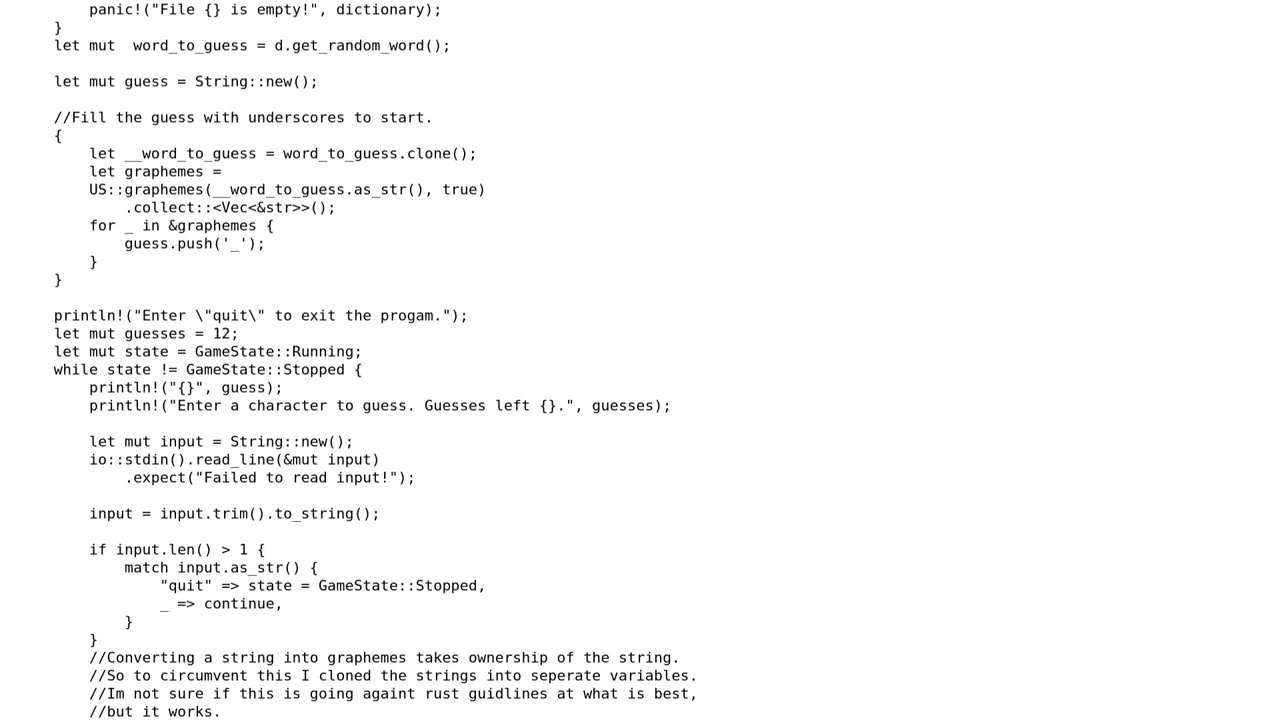 panic!("File {} is empty!", dictionary);
}
let mut  word_to_guess = d.get_random_word();
let mut guess = String::new();
//Fill the guess with underscores to start.
{
let __word_to_guess = word_to_guess.clone();
let graphemes =
US::graphemes(__word_to_guess.as_str(), true)
.collect::<Vec<&str>>();
for _ in &graphemes {
guess.push('_');
}
}
println!("Enter \"quit\" to exit the progam.");
let mut guesses = 12;
let mut state = GameState::Running;
while state != GameState::Stopped {
println!("{}", guess);
println!("Enter a character to guess. Guesses left {}.", guesses);
let mut input = String::new();
io::stdin().read_line(&mut input)
.expect("Failed to read input!");
input = input.trim().to_string();
if input.len() > 1 {
match input.as_str() {
"quit" => state = GameState::Stopped,
_ => continue,
}
}
//Converting a string into graphemes takes ownership of the string.
//So to circumvent this I cloned the strings into seperate variables.
//Im not sure if this is going againt rust guidlines at what is best,
//but it works.